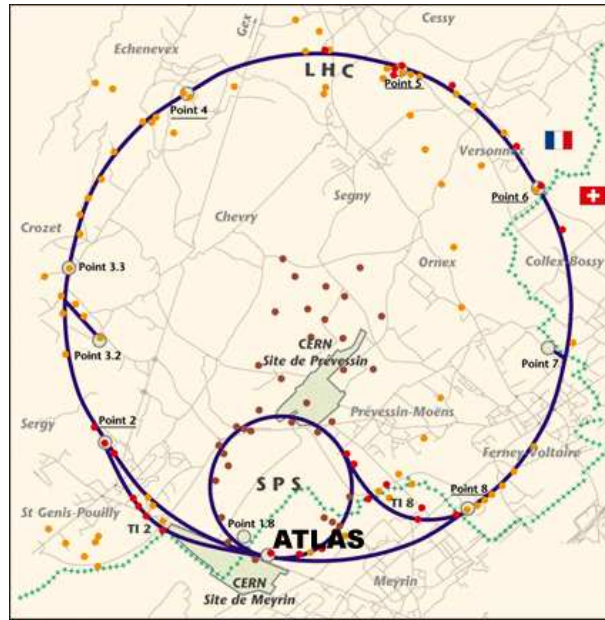 Cessy
Gex
Echenevex
LHC
Point 5
Point 4
Versonnex
Segny
Point 6
Chevry
Crozet
Ornex
Collex-Bossy
Point 3.3
CERN
Site de Prévessin
Point 3.2
Point 7
Prévessin-Moëns
Sergy
Point 2
Ferney-Voltaire
SPS
Point 8
St Genis-Pouilly
TI 8
TI 2
Point 1.8
ATLAS
CERN
Site de Meyrin
Meyrin